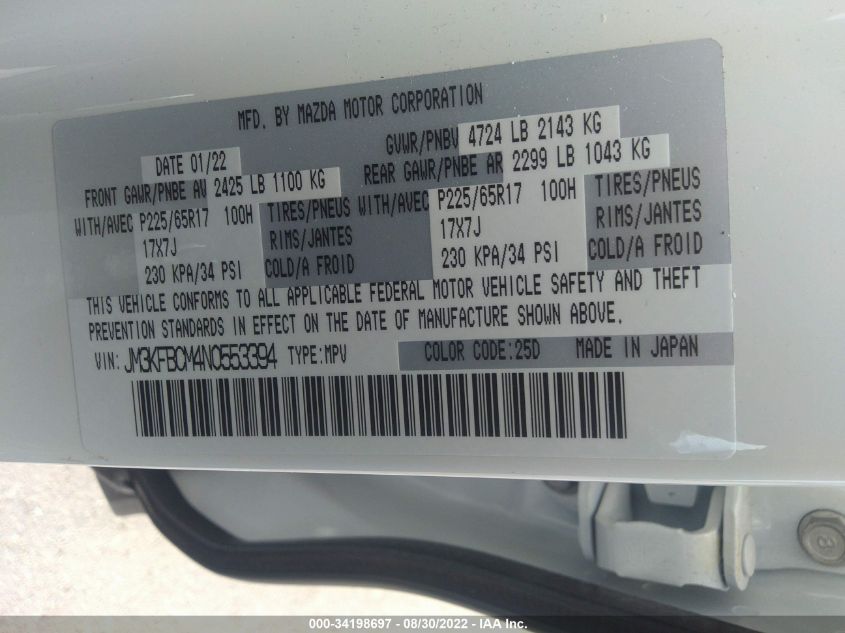 MFD. BY MAZDA MOTOR CORPORATION
DATE 01/22 GVWR/PNBV 4724 LB 2143 KG
FRONT GAWR/PNBE AV 2425 LB 1100 KG REAR GAWR/PNBE AR 2299 LB 1043 KG
WITH/AVEC P225/65R17 100H TIRES/PNEUS WITH/AVEC P225/65R17 100H TIRES/PNEUS
17X7J RIMS/JANTES 17X7J RIMS/JANTES
230 KPA/34 PSI COLD/A FROID 230 KPA/34 PSI COLD/A FROID
THIS VEHICLE CONFORMS TO ALL APPLICABLE FEDERAL MOTOR VEHICLE SAFETY AND THEFT
PREVENTION STANDARDS IN EFFECT ON THE DATE OF MANUFACTURE SHOWN ABOVE.
VIN: JM3KFBCM4N0553394 TYPE:MPV COLOR CODE:25D MADE IN JAPAN
000-34198697 - 08/30/2022 - IAA Inc.